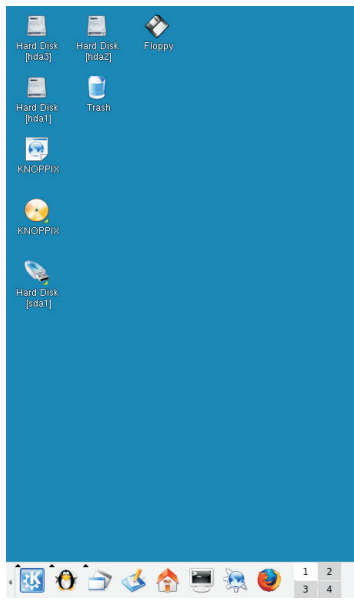 Hard Disk
[hda3]
Hard Disk
[hda2]
Floppy
Hard Disk
[hda1]
Trash
KNOPPIX
KNOPPIX
Hard Disk
[sda1]
1 2
3 4